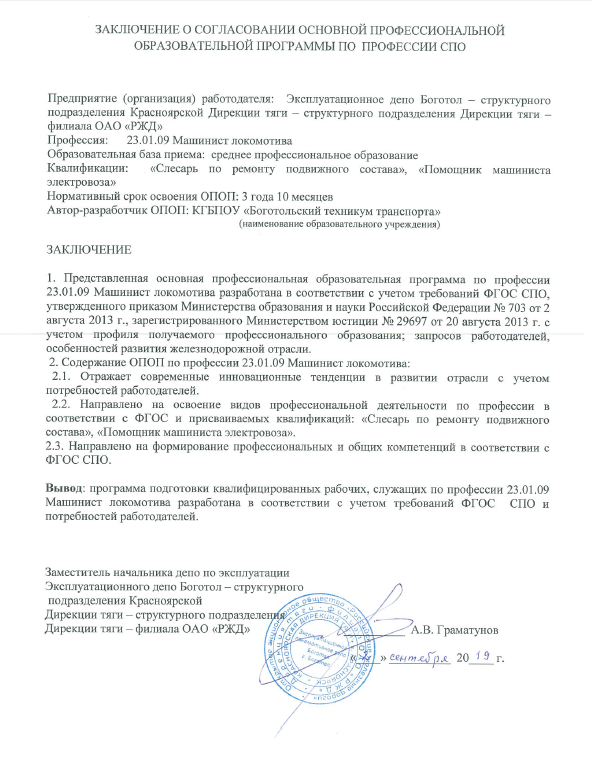 ЗАКЛЮЧЕНИЕ О СОГЛАСОВАНИИ ОСНОВНОЙ ПРОФЕССИОНАЛЬНОЙ
ОБРАЗОВАТЕЛЬНОЙ ПРОГРАММЫ ПО ПРОФЕССИИ СПО
Предприятие (организация) работодателя: Эксплуатационное депо Боготол – структурного
подразделения Красноярской Дирекции тяги – структурного подразделения Дирекции тяги –
филиала ОАО «РЖД»
Профессия: 23.01.09 Машинист локомотива
Образовательная база приема: среднее профессиональное образование
Квалификации: «Слесарь по ремонту подвижного состава», «Помощник машиниста
электровоза»
Нормативный срок освоения ОПОП: 3 года 10 месяцев
Автор-разработчик ОПОП: КГБПОУ «Боготольский техникум транспорта»
(наименование образовательного учреждения)
ЗАКЛЮЧЕНИЕ
1. Представленная основная профессиональная образовательная программа по профессии
23.01.09 Машинист локомотива разработана в соответствии с учетом требований ФГОС СПО,
утвержденного приказом Министерства образования и науки Российской Федерации № 703 от 2
августа 2013 г., зарегистрированного Министерством юстиции № 29697 от 20 августа 2013 г. с
учетом профиля получаемого профессионального образования; запросов работодателей,
особенностей развития железнодорожной отрасли.
2. Содержание ОПОП по профессии 23.01.09 Машинист локомотива:
2.1. Отражает современные инновационные тенденции в развитии отрасли с учетом
потребностей работодателей.
2.2. Направлено на освоение видов профессиональной деятельности по профессии в
соответствии с ФГОС и присваиваемых квалификаций: «Слесарь по ремонту подвижного
состава», «Помощник машиниста электровоза».
2.3. Направлено на формирование профессиональных и общих компетенций в соответствии с
ФГОС СПО.
Вывод: программа подготовки квалифицированных рабочих, служащих по профессии 23.01.09
Машинист локомотива разработана в соответствии с учетом требований ФГОС СПО и
потребностей работодателей.
Заместитель начальника депо по эксплуатации
Эксплуатационного депо Боготол – структурного
подразделения Красноярской
Дирекции тяги – структурного подразделения
Дирекции тяги – филиала ОАО «РЖД» А.В. Граматунов
« » сентября 2019 г.